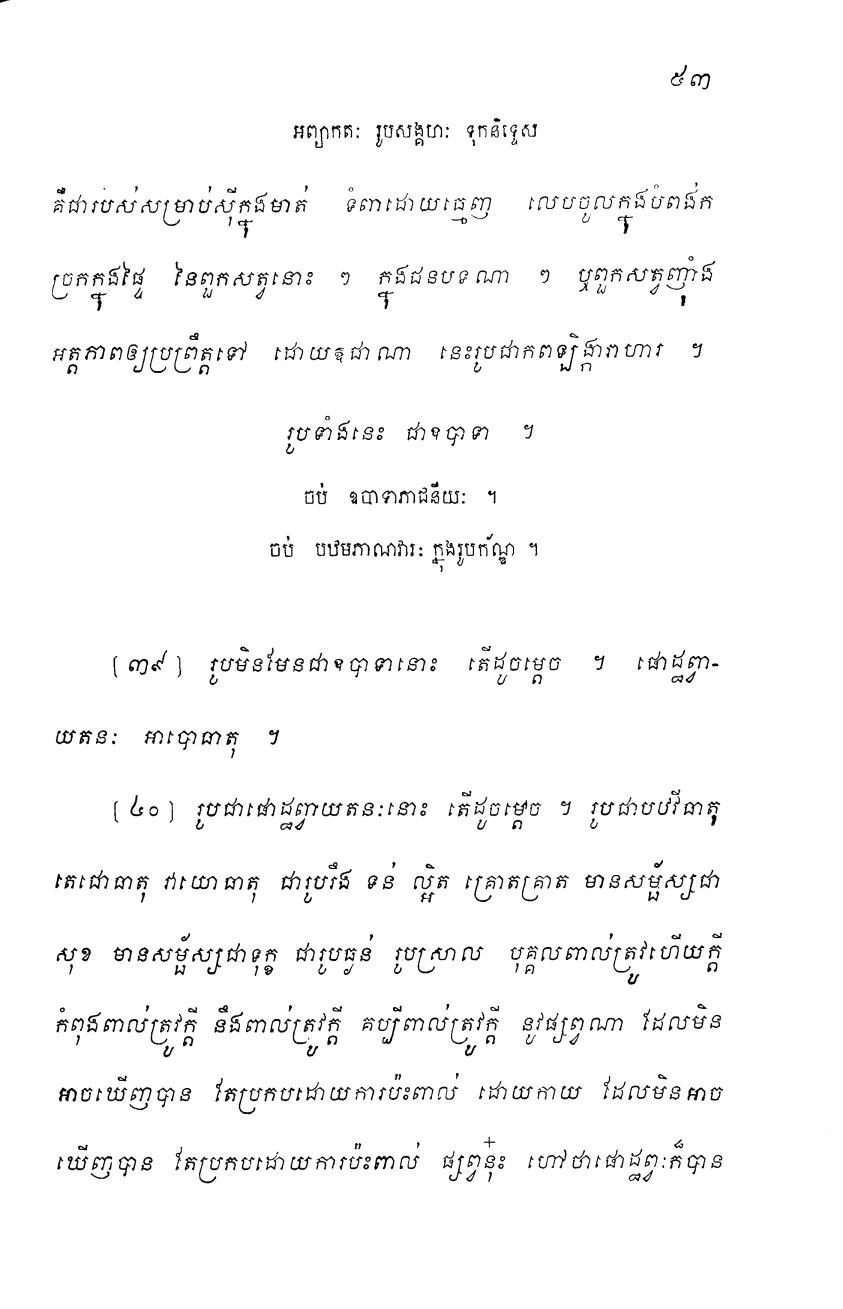 ៥៣
អព្យាកតៈ រូបសង្គហៈ ទុកនិទ្ទេស
គឺជារបស់សម្រាប់ស៊ីក្នុងមាត់ ទំពាដោយធ្មេញ លេបចូលក្នុងបំពង់ក
ច្រកក្នុងផ្ទៃ នៃពួកសត្វនោះ ៗ ក្នុងជនបទណា ៗ ឬពួកសត្វញ៉ាំង
អត្តភាពឲ្យប្រព្រឹត្តទៅ ដោយឱជាណា នេះរូបជាកពឡិង្ការាហារ ។
រូបទាំងនេះ ជាឧបាទា ។
ចប់ ឧបាទាភាជនីយៈ ។
ចប់ បឋមភាណវារៈ ក្នុងរូបកណ្ឌ ។
[៣៩] រូបមិនមែនជាឧបាទានោះ តើដូចម្តេច ។ ផោដ្ឋព្វា-
យតនៈ អាបោធាតុ ។
[៤០] រូបជាផោដ្ឋព្វាយតនៈនោះ តើដូចម្តេច ។ រូបជាបឋវីធាតុ
តេជោធាតុ វាយោធាតុ ជារូបរឹង ទន់ ល្អិត គ្រោតគ្រាត មានសម្ផ័ស្សជា
សុខ មានសម្ផ័ស្សជាទុក្ខ ជារូបធ្ងន់ រូបស្រាល បុគ្គលពាល់ត្រូវហើយក្តី
កំពុងពាល់ត្រូវក្តី នឹងពាល់ត្រូវក្តី គប្បីពាល់ត្រូវក្តី នូវផ្សព្វណា ដែលមិន
អាចឃើញបាន តែប្រកបដោយការប៉ះពាល់ ដោយកាយ ដែលមិនអាច
ឃើញបាន តែប្រកបដោយការប៉ះពាល់ ផ្សព្វនុ៎ះ ហៅថាផោដ្ឋព្វៈក៏បាន